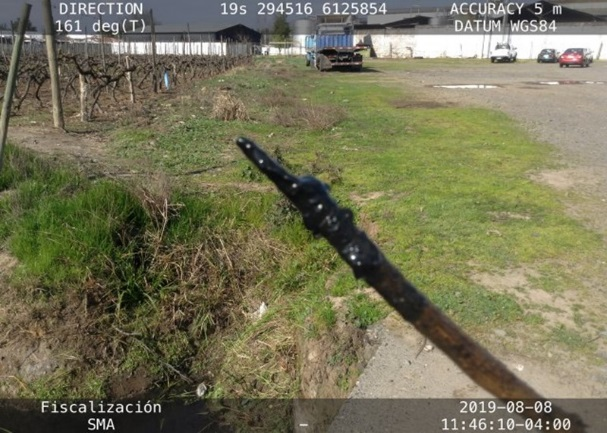 DIRECTION
161 deg(T)
19s 294516 6125854
ACCURACY 5 m
DATUM WGS84
Fiscalización
SMA
–
2019-08-08
11:46:10-04:00